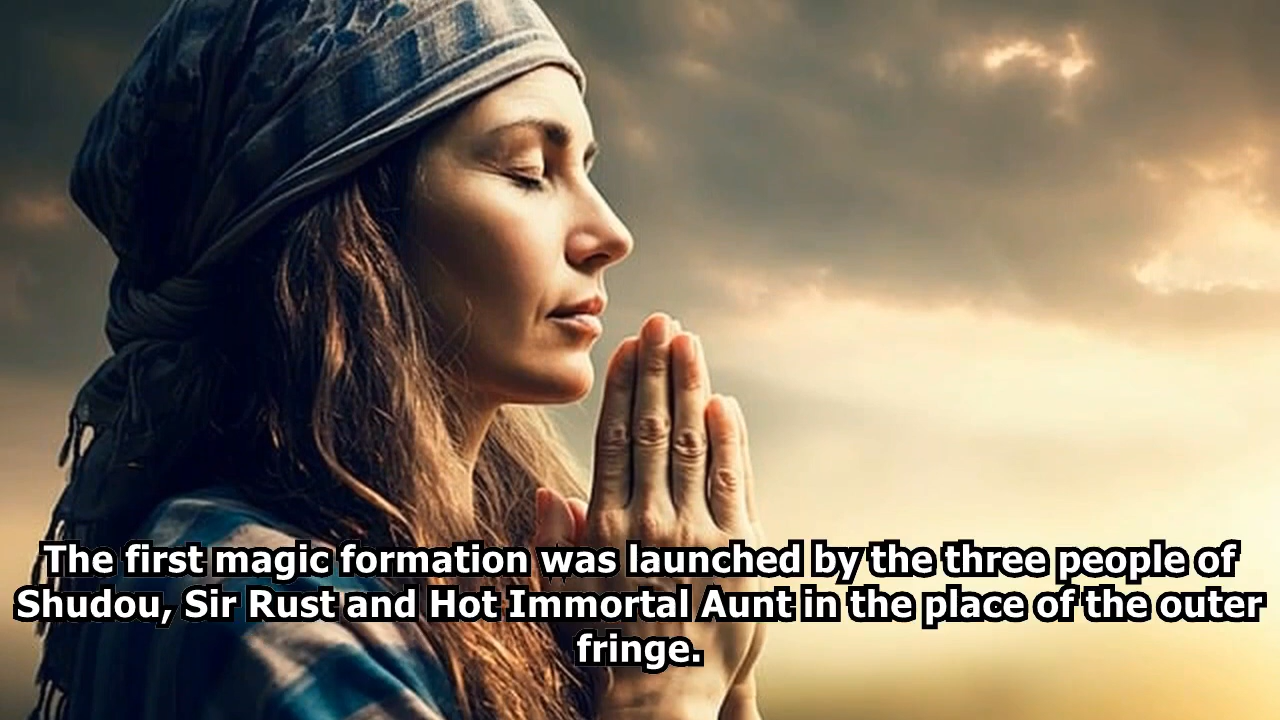 The first magic formation was launched by the three people of
Shudou, Sir Rust and Hot Immortal Aunt in the place of the outer
fringe.